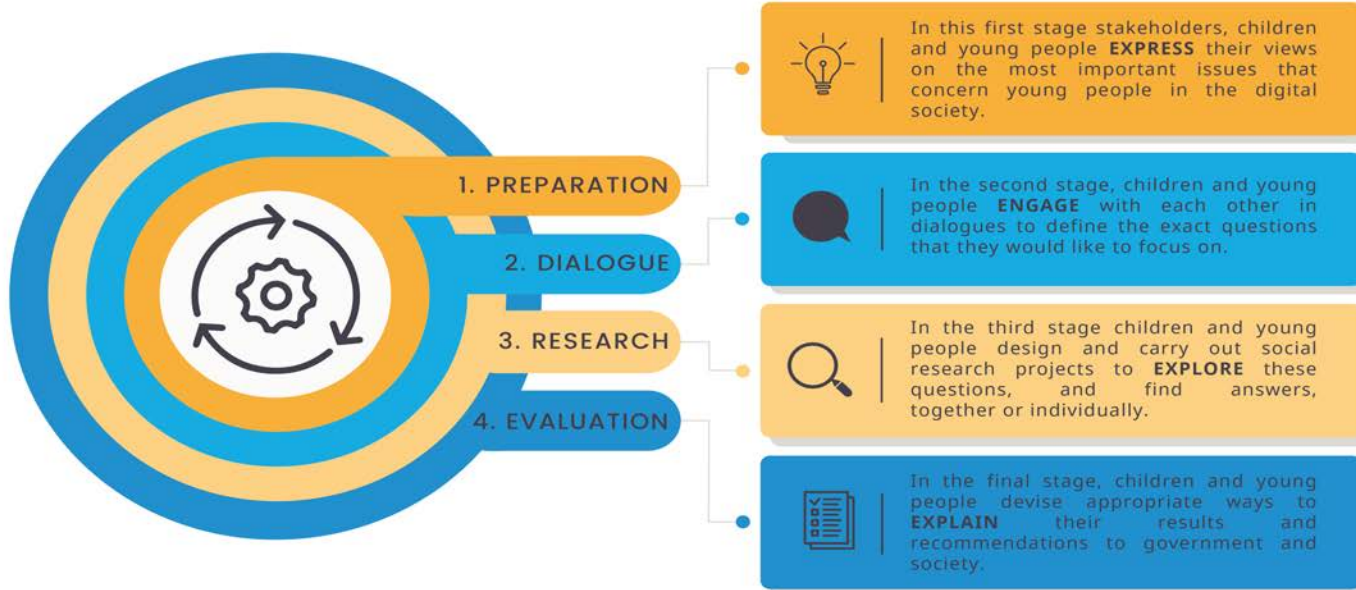 1. PREPARATION
2. DIALOGUE
3. RESEARCH
4. EVALUATION
In this first stage stakeholders, children
and young people EXPRESS their views
on the most important issues that
concern young people in the digital
society.
In the second stage, children and young
people ENGAGE with each other in
dialogues to define the exact questions
that they would like to focus on.
In the third stage children and young
people design and carry out social
research projects to EXPLORE these
questions, and find answers,
together or individually.
In the final stage, children and young
people devise appropriate ways to
EXPLAIN their results and
recommendations to government and
society.